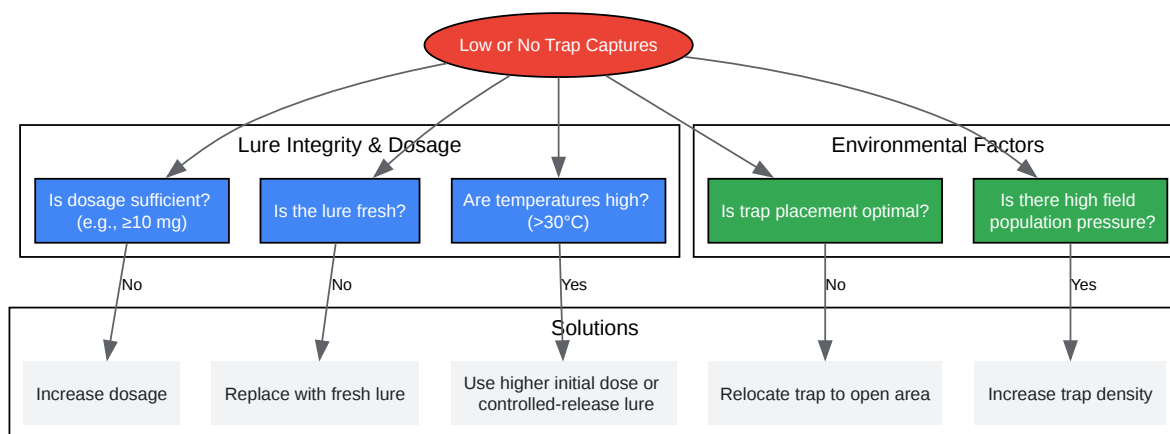 Low or No Trap Captures
Lure Integrity & Dosage
Environmental Factors
Is dosage sufficient?
(e.g., ≥10 mg)
Is the lure fresh?
Are temperatures high?
(>30°C)
Is trap placement optimal?
Is there high field
population pressure?
No
No
Yes
No
Yes
Solutions
Increase dosage
Replace with fresh lure
Use higher initial dose or
controlled-release lure
Relocate trap to open area
Increase trap density